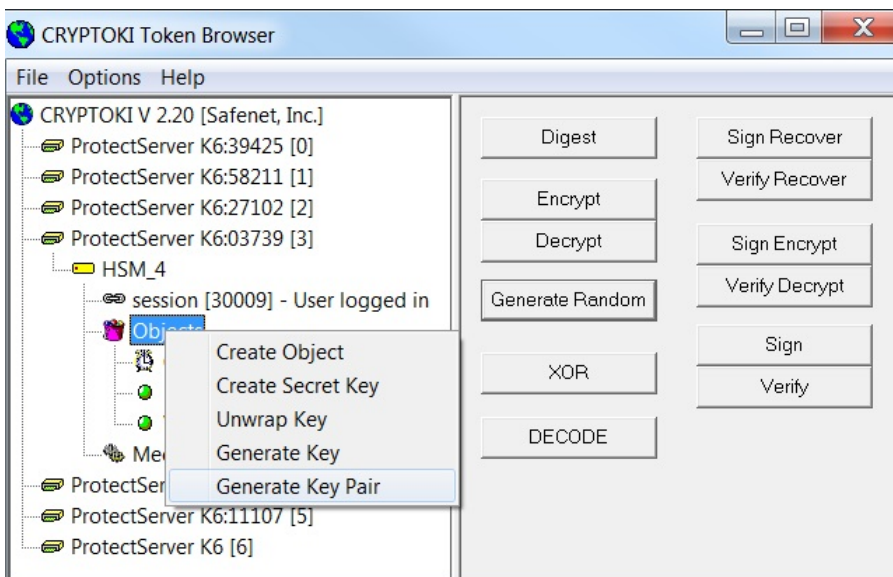 CRYPTOKI Token Browser
File Options Help
CRYPTOKI V 2.20 [Safenet, Inc.]
ProtectServer K6:39425 [0]
ProtectServer K6:58211 [1]
ProtectServer K6:27102 [2]
ProtectServer K6:03739 [3]
HSM_4
session [30009] - User logged in
Objects
Create Object
Create Secret Key
Unwrap Key
Generate Key
Generate Key Pair
ProtectServer K6:11107 [5]
ProtectServer K6 [6]
Digest
Encrypt
Decrypt
Generate Random
XOR
DECODE
Sign Recover
Verify Recover
Sign Encrypt
Verify Decrypt
Sign
Verify